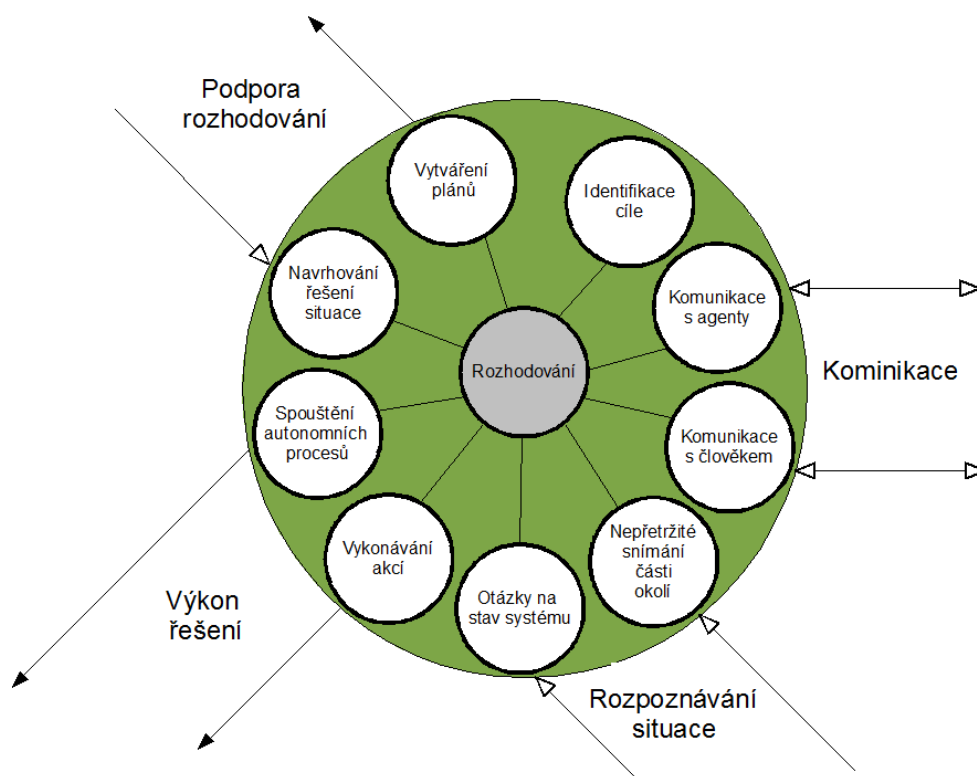 Podpora
rozhodování
Vytváření
plánů
Identifikace
cíle
Navrhování
řešení
situace
Komunikace
s agenty
Rozhodování
Kominikace
Spouštění
autonomních
procesů
Komunikace
s člověkem
Vykonávání
akcí
Nepřetržité
snímání
části
okolí
Otázky na
stav systému
Výkon
řešení
Rozpoznávání
situace